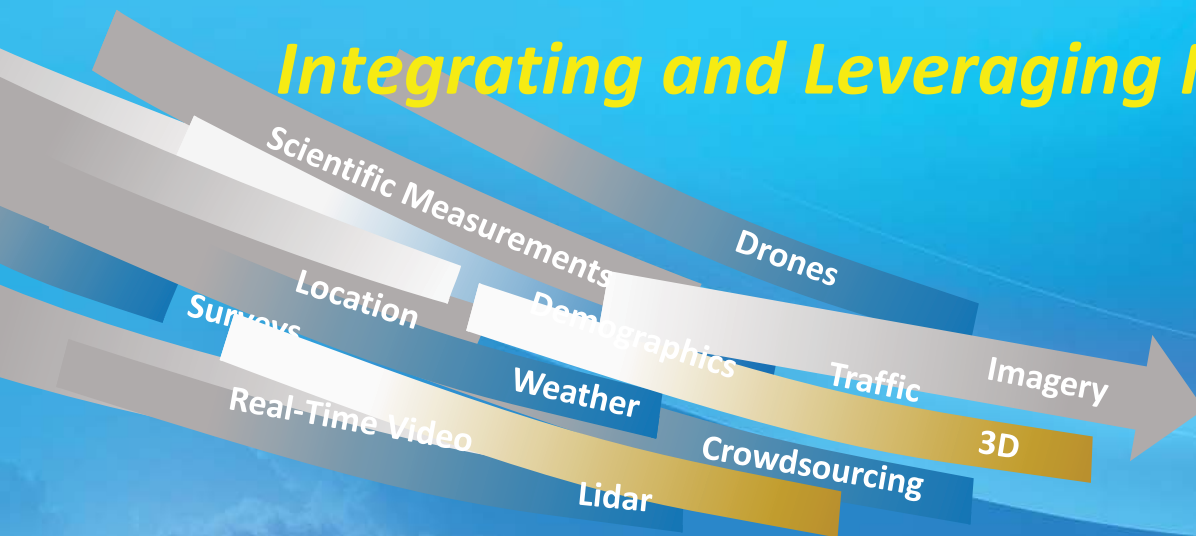 Integrating and Leveraging
Scientific Measurements
Drones
Location
Demographics
Surveys
Imagery
Traffic
Weather
Real-Time Video
3D
Crowdsourcing
Lidar